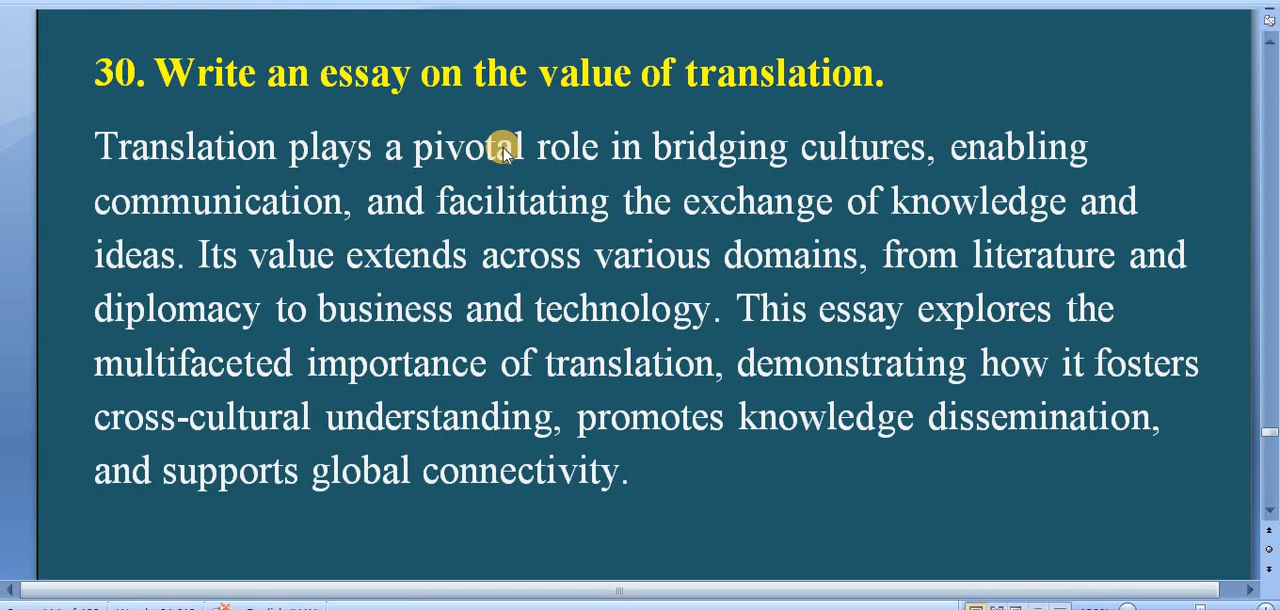 30. Write an essay on the value of translation.
Translation plays a pivotal role in bridging cultures, enabling
communication, and facilitating the exchange of knowledge and
ideas. Its value extends across various domains, from literature and
diplomacy to business and technology. This essay explores the
multifaceted importance of translation, demonstrating how it fosters
cross-cultural understanding, promotes knowledge dissemination,
and supports global connectivity.